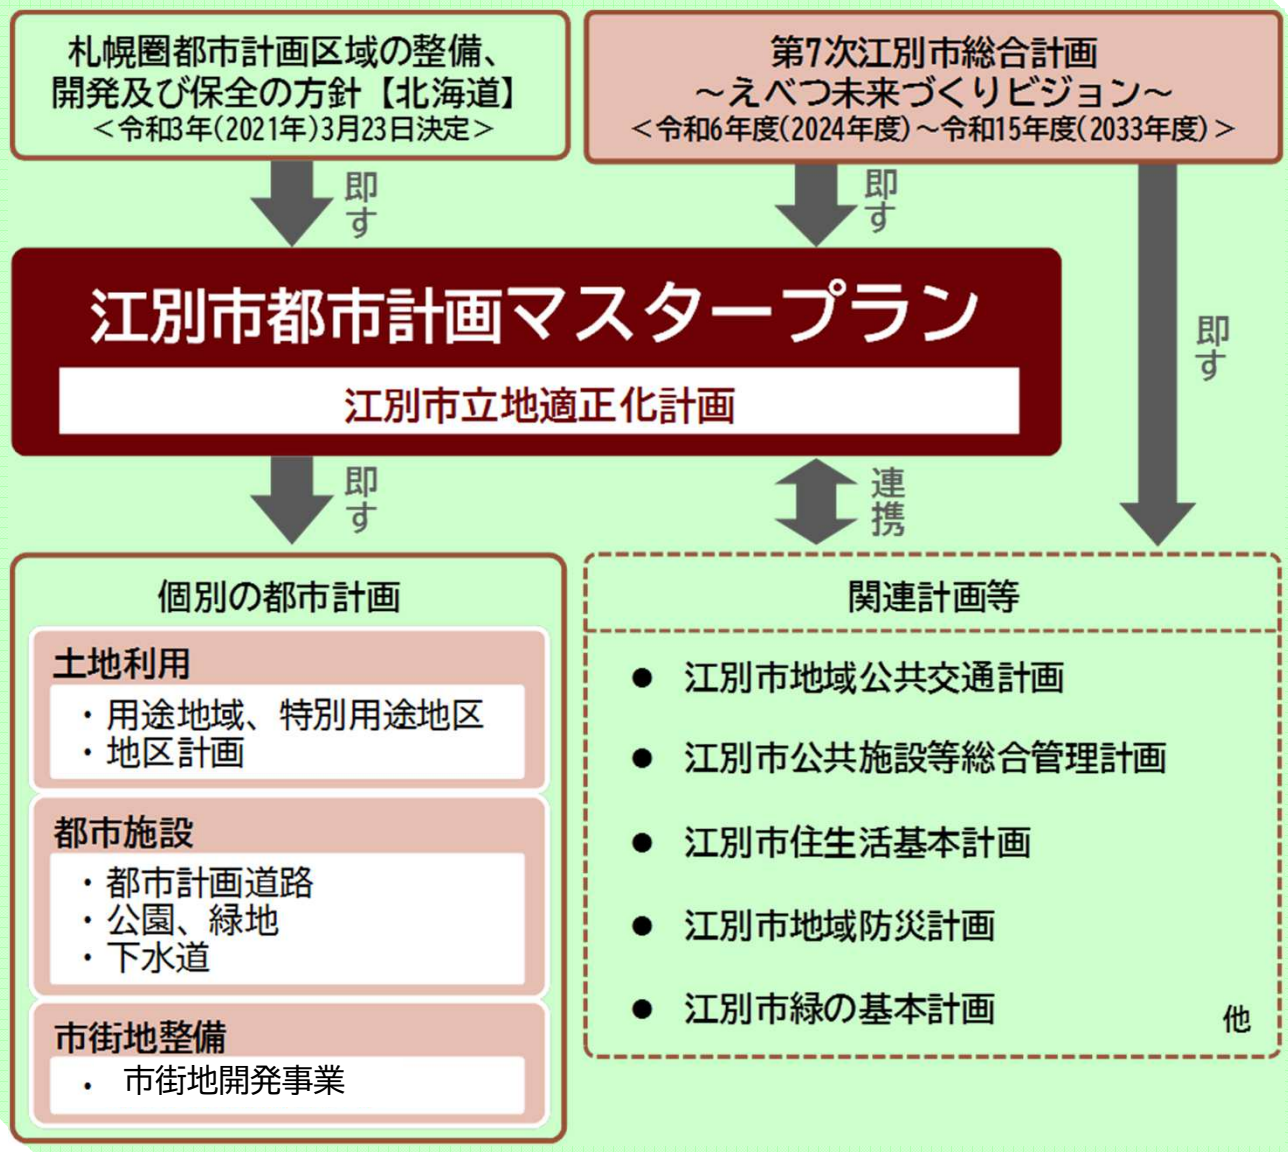 札幌圏都市計画区域の整備、
開発及び保全の方針【北海道】
＜令和3年(2021年)3月23日決定＞
第7次江別市総合計画
～えべつ未来づくりビジョン～
＜令和6年度(2024年度)～令和15年度(2033年度)＞
即す
即す
即す
江別市都市計画マスタープラン
江別市立地適正化計画
即す
連携
個別の都市計画
土地利用
・用途地域、特別用途地区
・地区計画
都市施設
・都市計画道路
・公園、緑地
・下水道
市街地整備
・ 市街地開発事業
関連計画等
● 江別市地域公共交通計画
● 江別市公共施設等総合管理計画
● 江別市住生活基本計画
● 江別市地域防災計画
● 江別市緑の基本計画
他